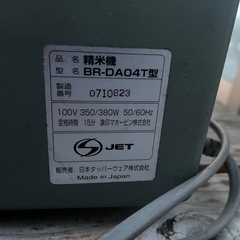 品名 精米機
型名 BR-DA04T型
製造番号 0710823
100V 350/380W 50/60Hz
定格時間 15分 象印マホービン株式会社
JET
販売者 日本タッパーウェア株式会社
Made in Japan